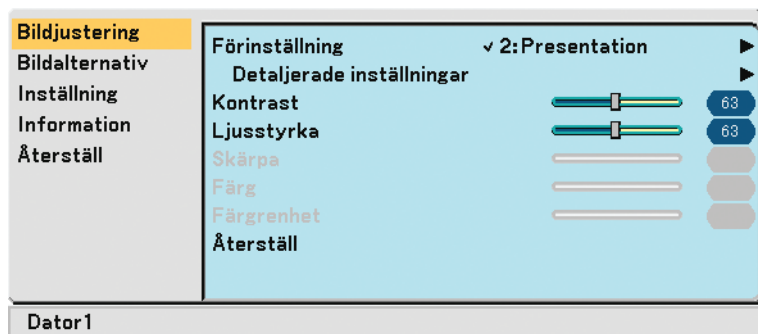 Bildjustering
Bildalternativ
Inställning
Information
Återställ
Förinställning ✓ 2:Presentation
Detaljerade inställningar
Kontrast 63
Ljusstyrka 63
Skärpa
Färg
Färgrenhet
Återställ
Dator1